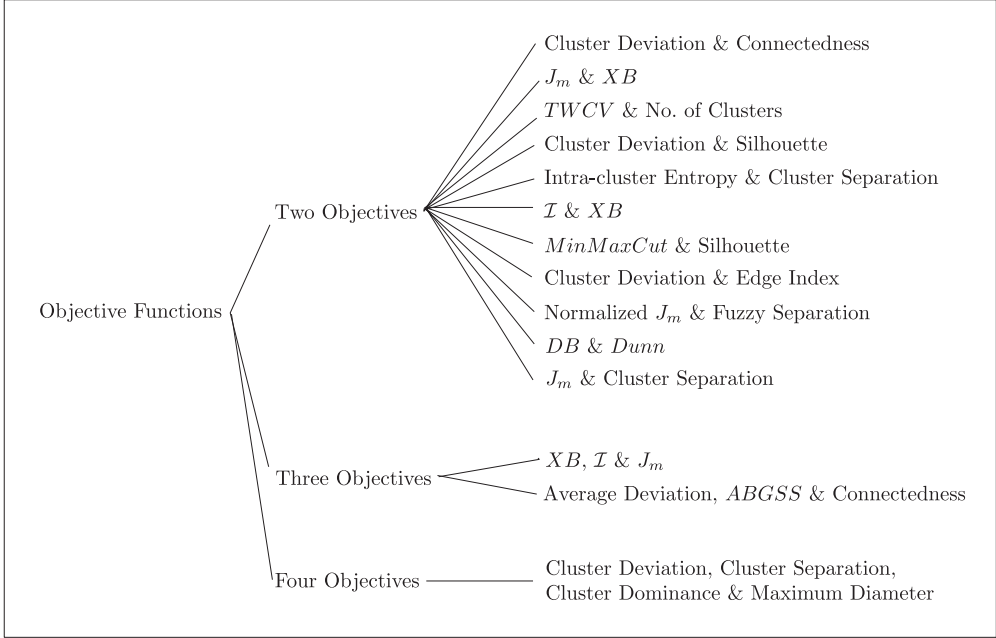 Cluster Deviation & Connectedness
J_m & XB
TWCV & No. of Clusters
Cluster Deviation & Silhouette
Intra-cluster Entropy & Cluster Separation
Two Objectives
ℐ & XB
MinMaxCut & Silhouette
Cluster Deviation & Edge Index
Objective Functions
Normalized J_m & Fuzzy Separation
DB & Dunn
J_m & Cluster Separation
XB, ℐ & J_m
Three Objectives
Average Deviation, ABGSS & Connectedness
Four Objectives
Cluster Deviation, Cluster Separation,
Cluster Dominance & Maximum Diameter